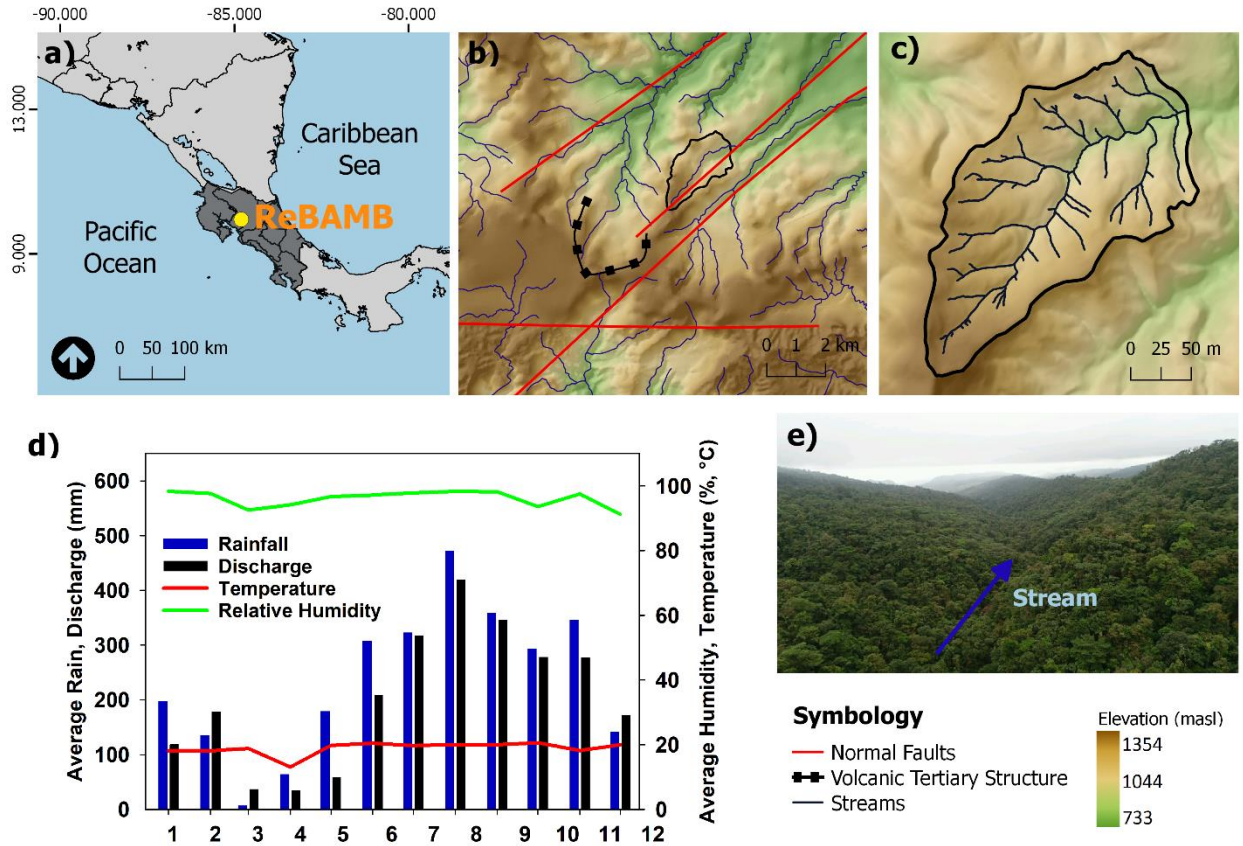 -90.000 -85.000 -80.000
a)
13.000
9.000
Caribbean
Sea
ReBAMB
Pacific
Ocean
0 50 100 km
b)
0 1 2 km
c)
0 25 50 m
d)
Average Rain, Discharge (mm)
600
500
400
300
200
100
0
Rainfall
Discharge
Temperature
Relative Humidity
100
80
60
40
20
0
Average Humidity, Temperature (%, °C)
1 2 3 4 5 6 7 8 9 10 11 12
e)
Stream
Symbology
Normal Faults
Volcanic Tertiary Structure
Streams
Elevation (masl)
1354
1044
733